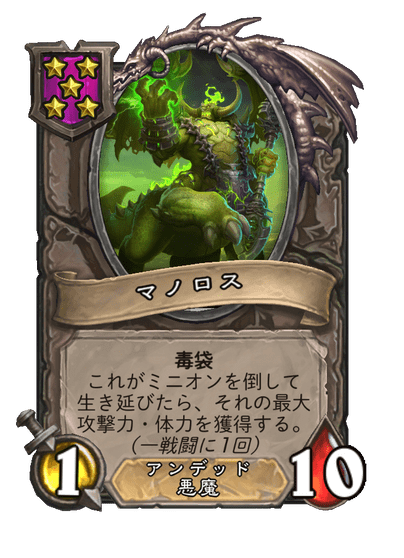 マノロス
毒袋
これがミニオンを倒して
生き延びたら、それの最大
攻撃力・体力を獲得する。
(一戦闘に1回)
アンデッド
悪魔
1
10